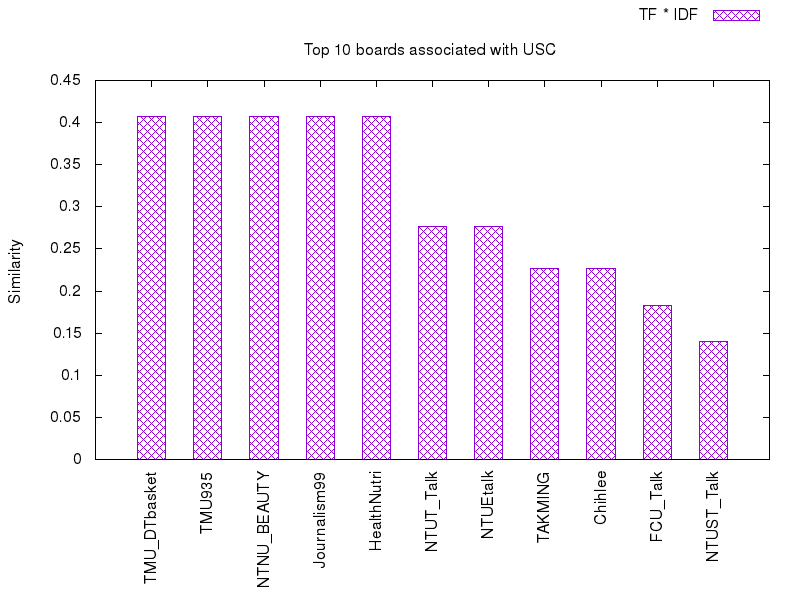 TF * IDF
Top 10 boards associated with USC
0.45
0.4
0.35
0.3
0.25
0.2
0.15
0.1
0.05
0
Similarity
TMU_DTbasket
TMU935
NTNU_BEAUTY
Journalism99
HealthNutri
NTUT_Talk
NTUEtalk
TAKMING
Chihlee
FCU_Talk
NTUST_Talk